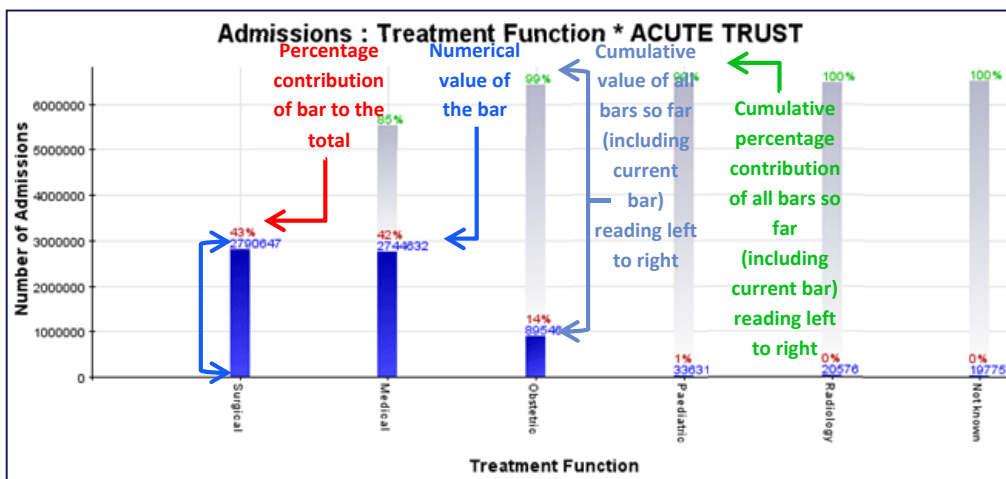 Admissions : Treatment Function * ACUTE TRUST
Percentage
contribution
of bar to the
total
Numerical
value of
the bar
Cumulative
value of all
bars so far
(including
current
bar)
reading left
to right
Cumulative
percentage
contribution
of all bars so
far
(including
current bar)
reading left
to right
Number of Admissions
6000000
5000000
4000000
3000000
2000000
1000000
0
43%
2790647
85%
42%
2744632
99%
14%
1%
33631
100%
0%
20576
100%
0%
19775
Surgical
Medical
Obstetric
Paediatric
Radiology
Not known
Treatment Function